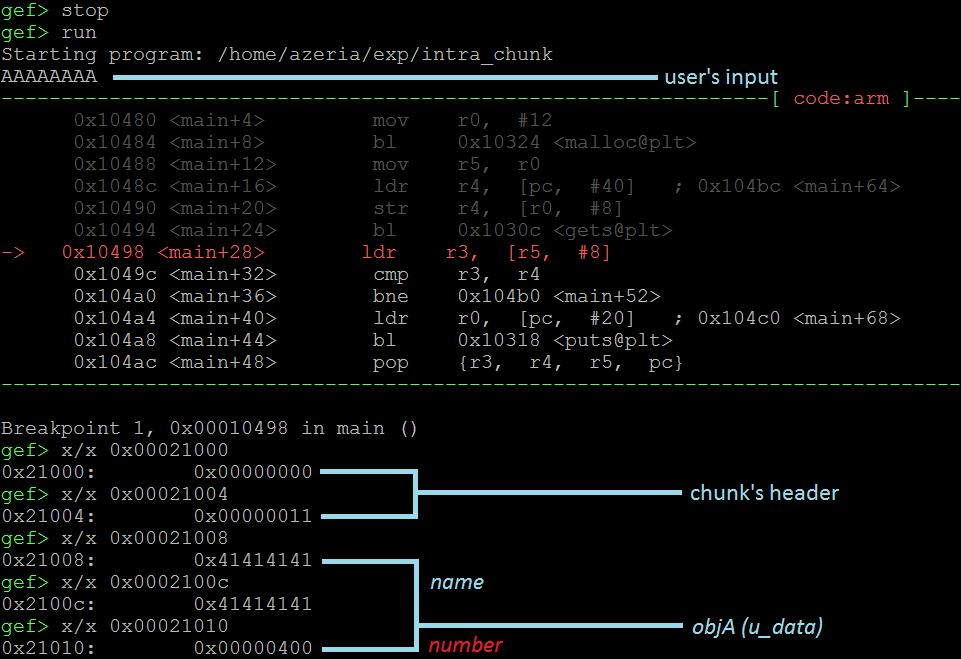 gef> stop
gef> run
Starting program: /home/azeria/exp/intra_chunk
AAAAAAAA user's input
[ code:arm ]
0x10480 <main+4> mov r0, #12
0x10484 <main+8> bl 0x10324 <malloc@plt>
0x10488 <main+12> mov r5, r0
0x1048c <main+16> ldr r4, [pc, #40] ; 0x104bc <main+64>
0x10490 <main+20> str r4, [r0, #8]
0x10494 <main+24> bl 0x1030c <gets@plt>
-> 0x10498 <main+28> ldr r3, [r5, #8]
0x1049c <main+32> cmp r3, r4
0x104a0 <main+36> bne 0x104b0 <main+52>
0x104a4 <main+40> ldr r0, [pc, #20] ; 0x104c0 <main+68>
0x104a8 <main+44> bl 0x10318 <puts@plt>
0x104ac <main+48> pop {r3, r4, r5, pc}
Breakpoint 1, 0x00010498 in main ()
gef> x/x 0x00021000
0x21000: 0x00000000
gef> x/x 0x00021004 chunk's header
0x21004: 0x00000011
gef> x/x 0x00021008
0x21008: 0x41414141
gef> x/x 0x0002100c name
0x2100c: 0x41414141
gef> x/x 0x00021010 objA (u_data)
0x21010: 0x00000400 number